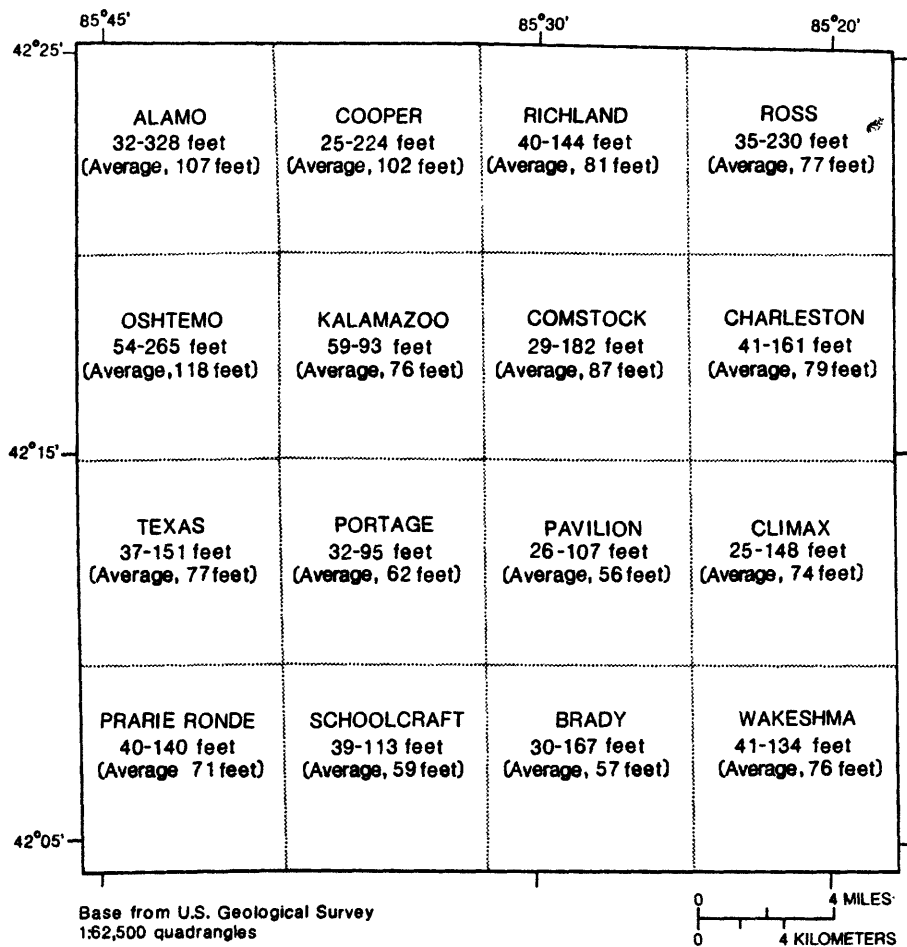 85°45' 85°30' 85°20'
42°25'
ALAMO
32-328 feet
(Average, 107 feet)
COOPER
25-224 feet
(Average, 102 feet)
RICHLAND
40-144 feet
(Average, 81 feet)
ROSS
35-230 feet
(Average, 77 feet)
OSHTEMO
54-265 feet
(Average, 118 feet)
KALAMAZOO
59-93 feet
(Average, 76 feet)
COMSTOCK
29-182 feet
(Average, 87 feet)
CHARLESTON
41-161 feet
(Average, 79 feet)
42°15'
TEXAS
37-151 feet
(Average, 77 feet)
PORTAGE
32-95 feet
(Average, 62 feet)
PAVILION
26-107 feet
(Average, 56 feet)
CLIMAX
25-148 feet
(Average, 74 feet)
PRARIE RONDE
40-140 feet
(Average 71 feet)
SCHOOLCRAFT
39-113 feet
(Average, 59 feet)
BRADY
30-167 feet
(Average, 57 feet)
WAKESHMA
41-134 feet
(Average, 76 feet)
42°05'
Base from U.S. Geological Survey
1:62,500 quadrangles
0 4 MILES
0 4 KILOMETERS